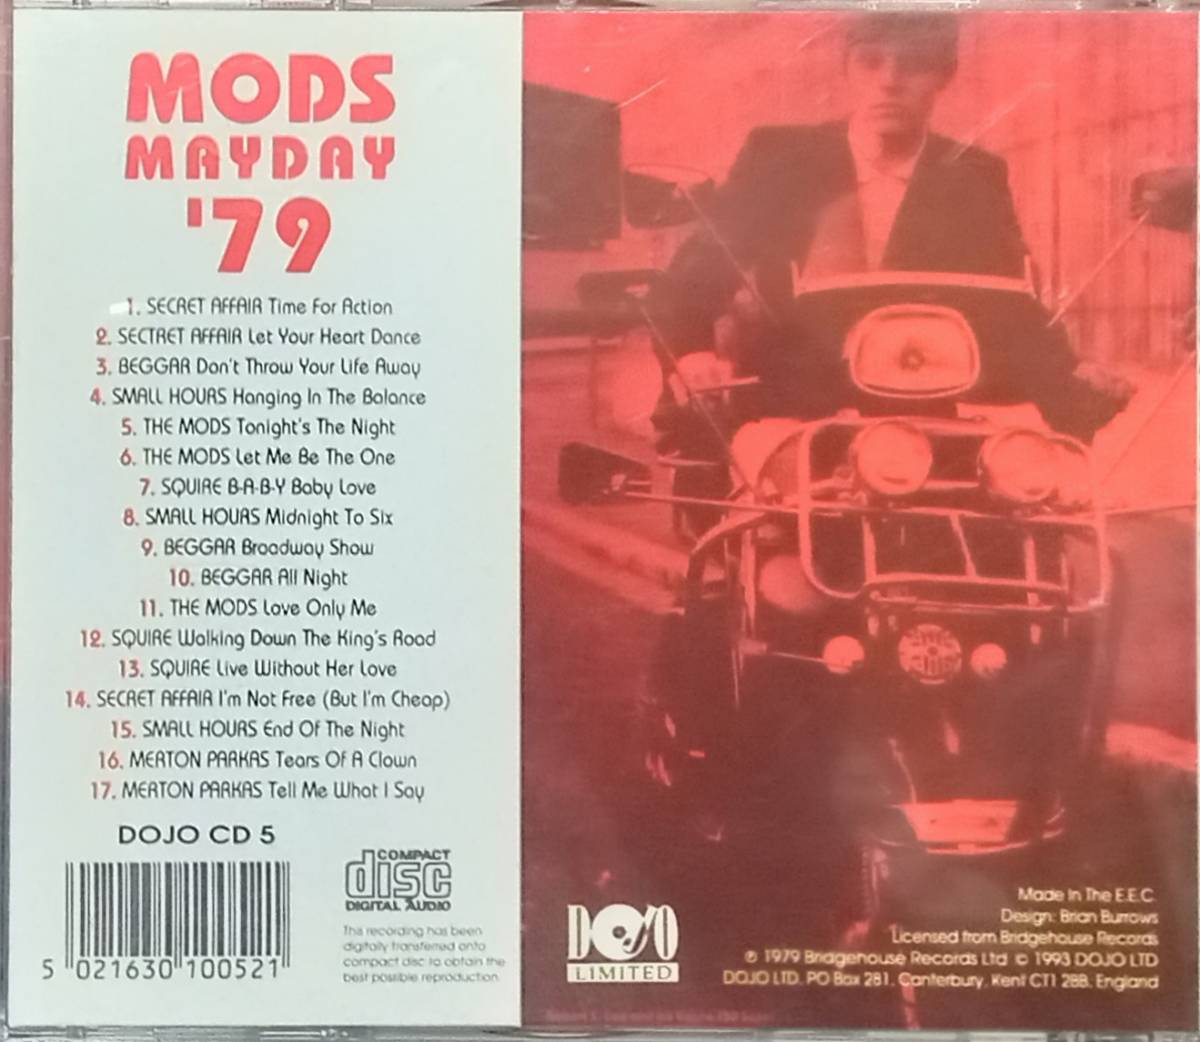 MODS
MAYDAY
'79
1. SECRET AFFAIR Time For Action
2. SECTRET AFFAIR Let Your Heart Dance
3. BEGGAR Don't Throw Your Life Away
4. SMALL HOURS Hanging In The Balance
5. THE MODS Tonight's The Night
6. THE MODS Let Me Be The One
7. SQUIRE B-A-B-Y Baby Love
8. SMALL HOURS Midnight To Six
9. BEGGAR Broadway Show
10. BEGGAR All Night
11. THE MODS Love Only Me
12. SQUIRE Walking Down The King's Road
13. SQUIRE Live Without Her Love
14. SECRET AFFAIR I'm Not Free (But I'm Cheap)
15. SMALL HOURS End Of The Night
16. MERTON PARKAS Tears Of A Clown
17. MERTON PARKAS Tell Me What I Say
DOJO CD 5
5 021630 100521
COMPACT
disc
DIGITAL AUDIO
This recording has been
digitally transferred onto
compact disc to obtain the
best possible reproduction.
DOJO
LIMITED
Made In The E.E.C.
Design: Brian Burrows
Licensed from Bridgehouse Records
℗ 1979 Bridgehouse Records Ltd © 1993 DOJO LTD
DOJO LTD. PO Box 281, Canterbury, Kent CT1 2BB, England